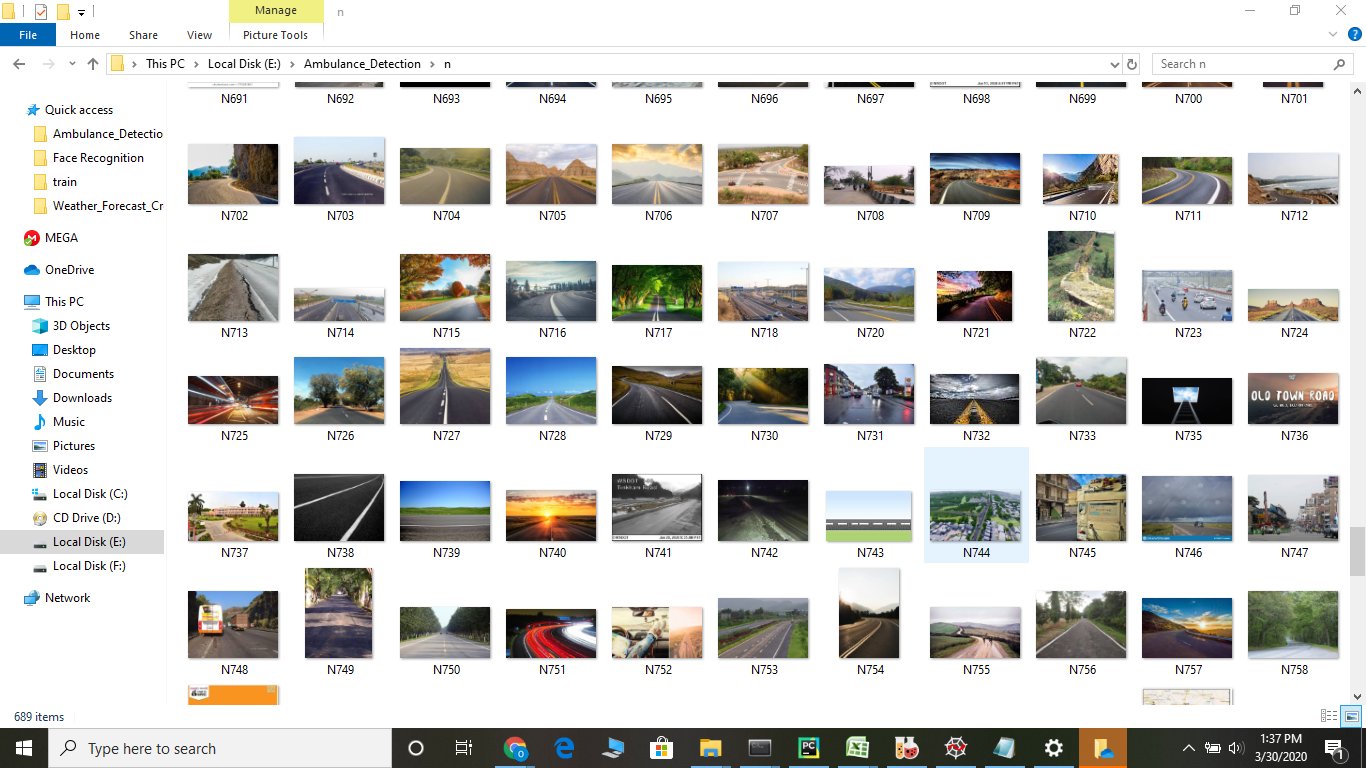 Manage
n
File
Home
Share
View
Picture Tools
This PC
Local Disk (E:)
Ambulance_Detection
n
Search n
Quick access
Ambulance_Detectio
Face Recognition
train
Weather_Forecast_Cr
MEGA
OneDrive
This PC
3D Objects
Desktop
Documents
Downloads
Music
Pictures
Videos
Local Disk (C:)
CD Drive (D:)
Local Disk (E:)
Local Disk (F:)
Network
N691 N692 N693 N694 N695 N696 N697 N698 N699 N700 N701
N702 N703 N704 N705 N706 N707 N708 N709 N710 N711 N712
N713 N714 N715 N716 N717 N718 N720 N721 N722 N723 N724
OLD TOWN ROAD
N725 N726 N727 N728 N729 N730 N731 N732 N733 N735 N736
N737 N738 N739 N740 N741 N742 N743 N744 N745 N746 N747
N748 N749 N750 N751 N752 N753 N754 N755 N756 N757 N758
689 items
Type here to search
1:37 PM
3/30/2020